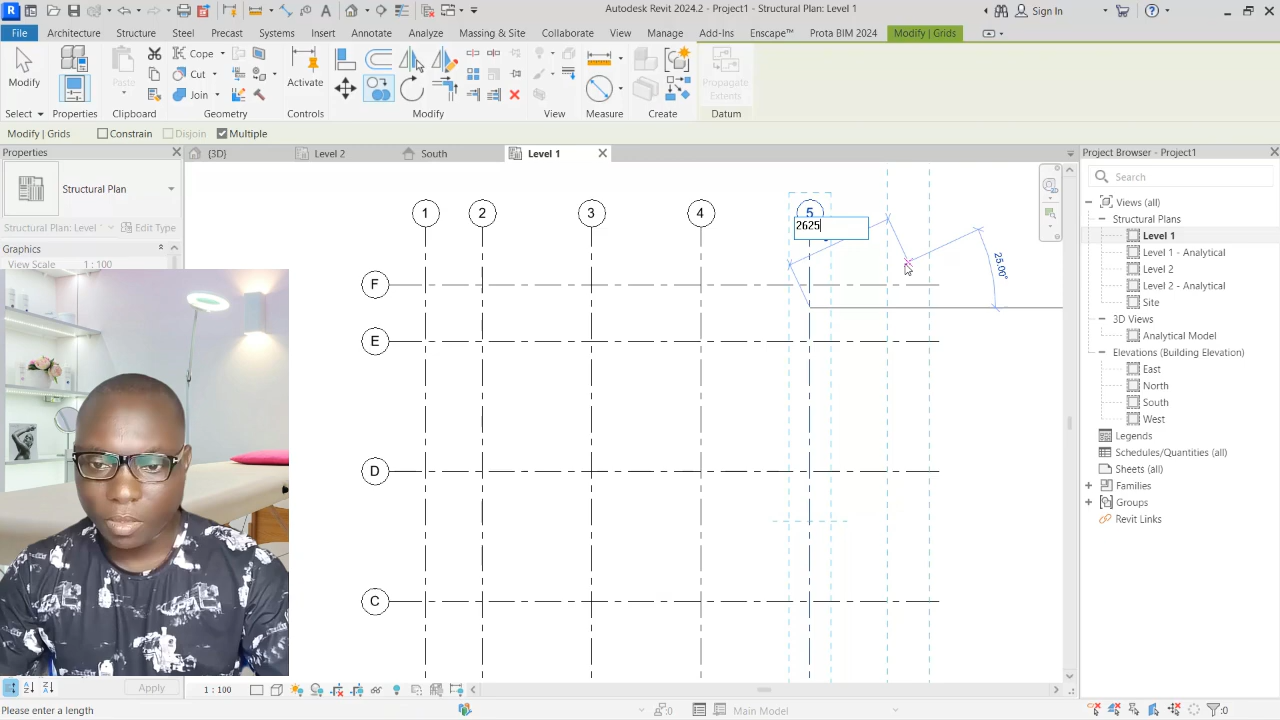 Autodesk Revit 2024.2 - Project1 - Structural Plan: Level 1
Sign In
File Architecture Structure Steel Precast Systems Insert Annotate Analyze Massing & Site Collaborate View Manage Add-Ins Enscape™ Prota BIM 2024 Modify | Grids
Modify
Paste
Cope
Cut
Join
Activate
Propagate
Extents
Select Properties Clipboard Geometry Controls Modify View Measure Create Datum
Modify | Grids Constrain Disjoin Multiple
Properties
{3D} Level 2 South Level 1
Project Browser - Project1
Structural Plan
Structural Plan: Level Edit Type
Graphics
View Scale 1 : 100
1 2 3 4 5
2625
25.00°
F
E
D
C
Search
Views (all)
Structural Plans
Level 1
Level 1 - Analytical
Level 2
Level 2 - Analytical
Site
3D Views
Analytical Model
Elevations (Building Elevation)
East
North
South
West
Legends
Schedules/Quantities (all)
Sheets (all)
Families
Groups
Revit Links
Apply
1 : 100
Please enter a length
:0
Main Model
:0